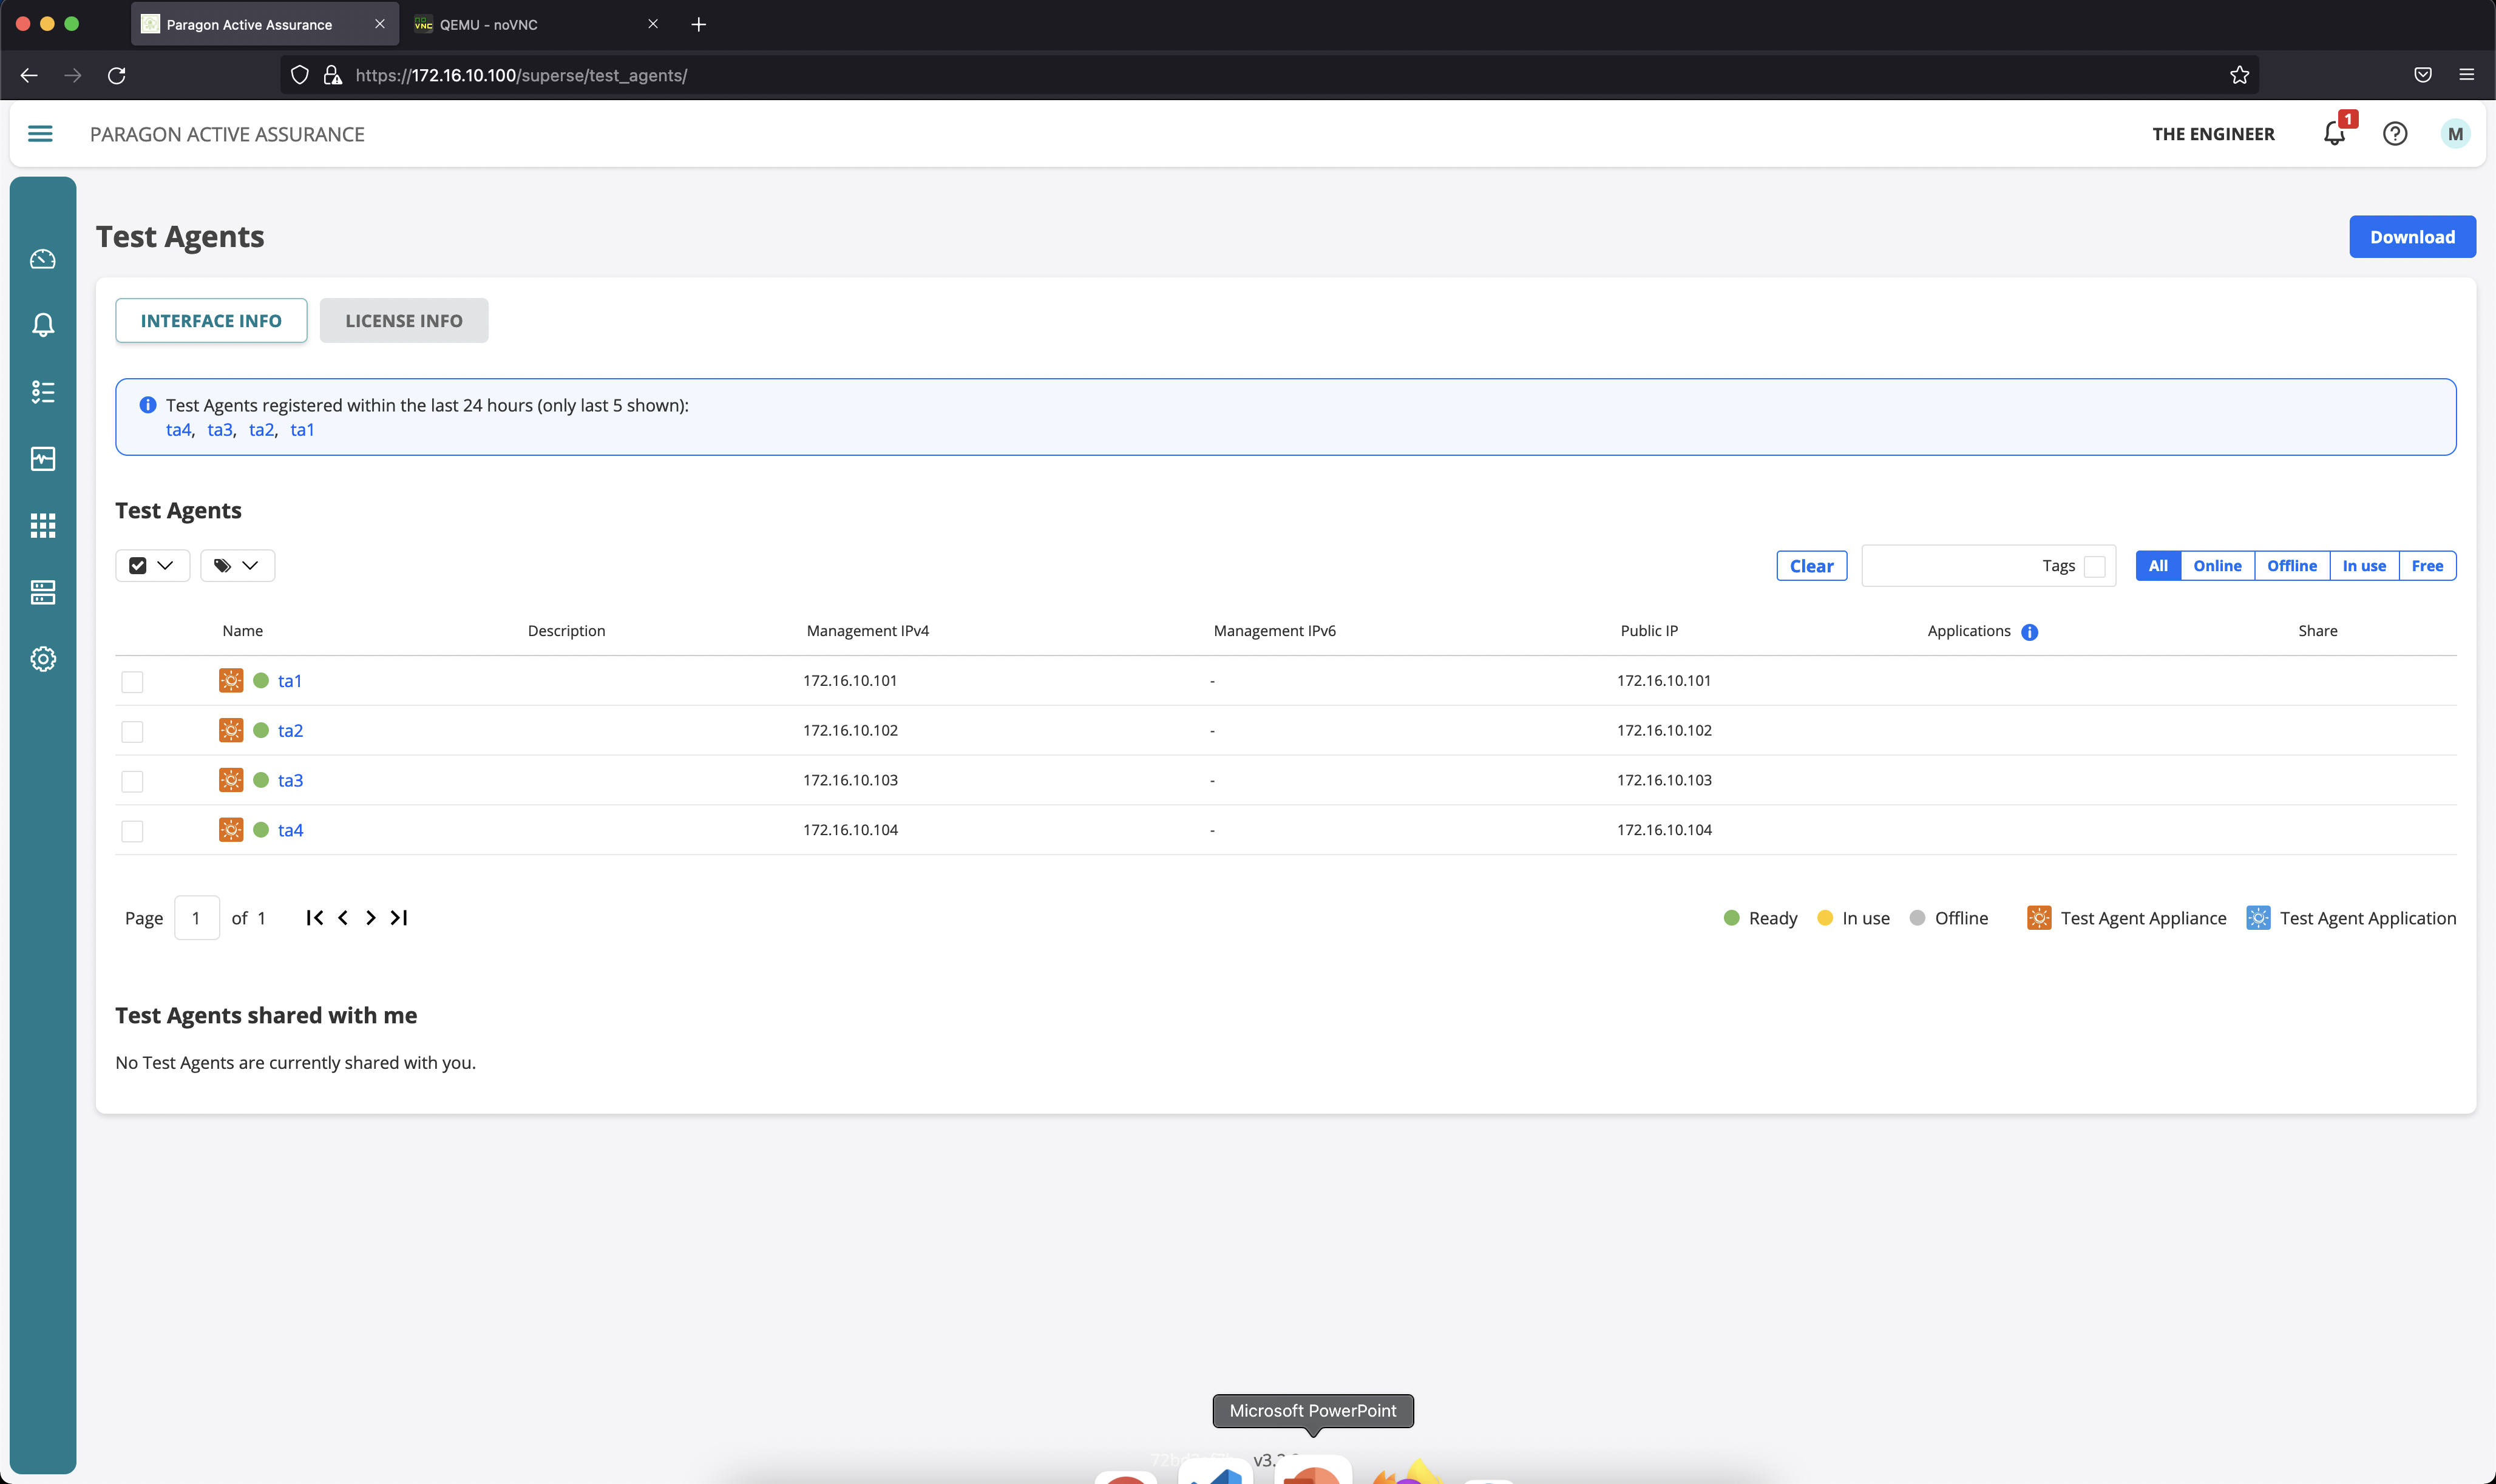 Paragon Active Assurance
QEMU - noVNC
https://172.16.10.100/superse/test_agents/
PARAGON ACTIVE ASSURANCE
THE ENGINEER
1
M
Test Agents
Download
INTERFACE INFO
LICENSE INFO
Test Agents registered within the last 24 hours (only last 5 shown):
ta4, ta3, ta2, ta1
Test Agents
Clear
Tags
All Online Offline In use Free
Name Description Management IPv4 Management IPv6 Public IP Applications Share
ta1 172.16.10.101 - 172.16.10.101
ta2 172.16.10.102 - 172.16.10.102
ta3 172.16.10.103 - 172.16.10.103
ta4 172.16.10.104 - 172.16.10.104
Page 1 of 1
Ready In use Offline Test Agent Appliance Test Agent Application
Test Agents shared with me
No Test Agents are currently shared with you.
Microsoft PowerPoint